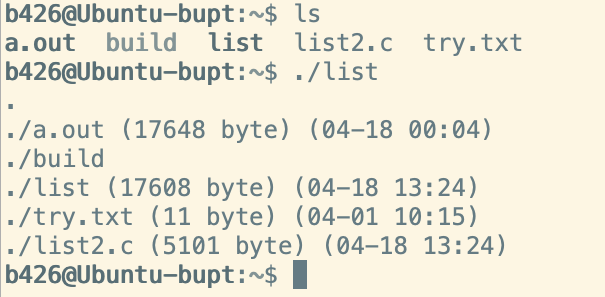 b426@Ubuntu-bupt:~$ ls
a.out  build  list  list2.c  try.txt
b426@Ubuntu-bupt:~$ ./list
.
./a.out (17648 byte) (04-18 00:04)
./build
./list (17608 byte) (04-18 13:24)
./try.txt (11 byte) (04-01 10:15)
./list2.c (5101 byte) (04-18 13:24)
b426@Ubuntu-bupt:~$